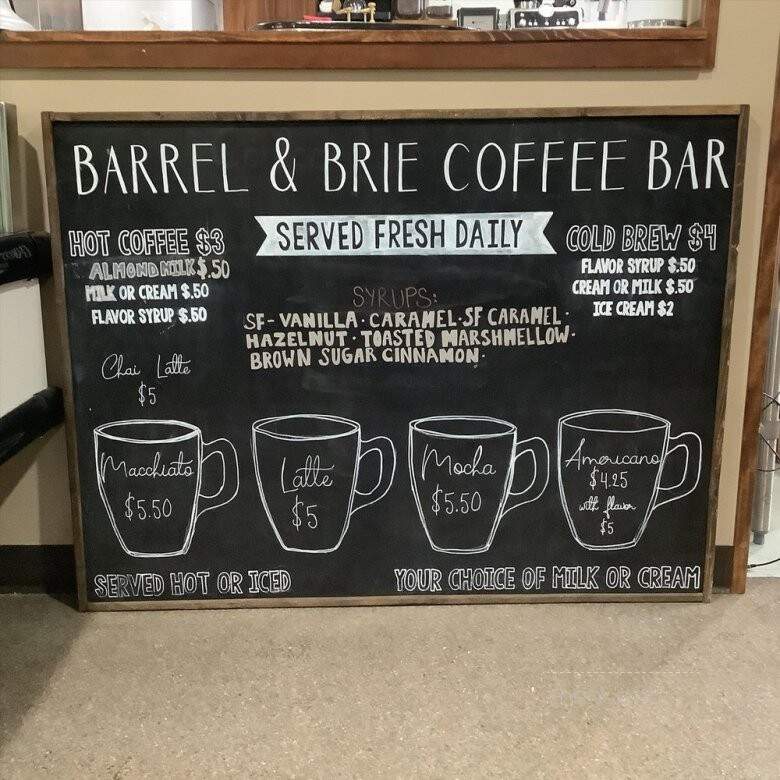 BARREL & BRIE COFFEE BAR
SERVED FRESH DAILY
HOT COFFEE $3
ALMOND MILK $.50
MILK OR CREAM $.50
FLAVOR SYRUP $.50
COLD BREW $4
FLAVOR SYRUP $.50
CREAM OR MILK $.50
ICE CREAM $2
SYRUPS:
SF-VANILLA · CARAMEL · SF CARAMEL ·
HAZELNUT · TOASTED MARSHMELLOW ·
BROWN SUGAR CINNAMON ·
Chai Latte
$5
Macchiato
$5.50
Latte
$5
Mocha
$5.50
Americano
$4.25
with flavor
$5
SERVED HOT OR ICED
YOUR CHOICE OF MILK OR CREAM